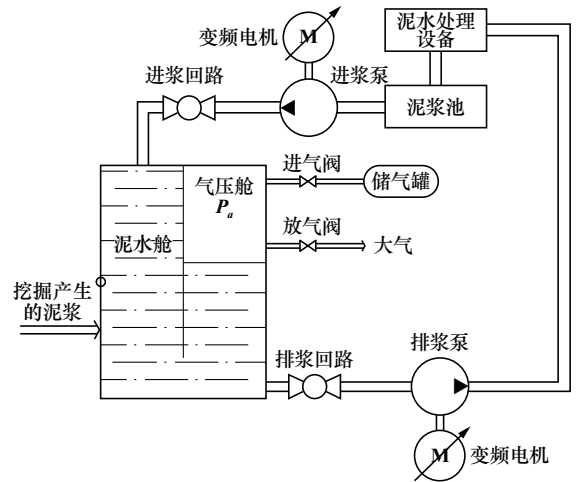 变频电机
M
泥水处理
设备
进浆回路
进浆泵
泥浆池
进气阀
储气罐
气压舱
Pa
放气阀
大气
泥水舱
挖掘产生
的泥浆
排浆回路
排浆泵
M
变频电机